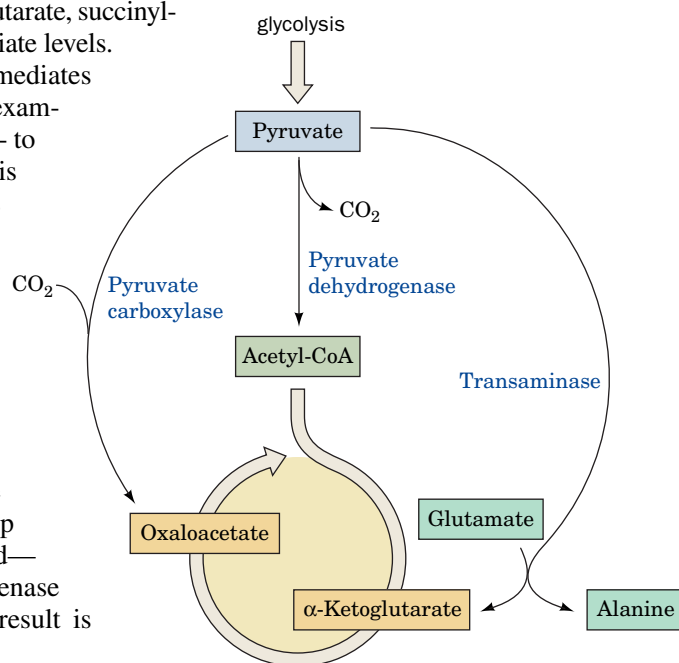 utarate, succinyl-
iate levels.
mediates
exam-
- to
is
p
d—
enase
result is
glycolysis
Pyruvate
CO₂
Pyruvate
dehydrogenase
CO₂
Pyruvate
carboxylase
Acetyl-CoA
Transaminase
Oxaloacetate
Glutamate
α-Ketoglutarate
Alanine